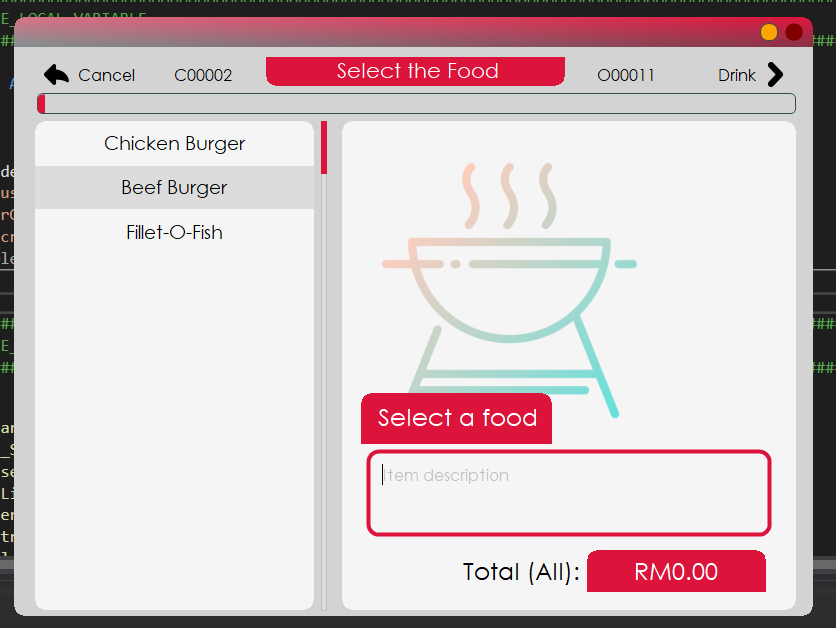 E_LOCAL_VARIABLE
Cancel
C00002
Select the Food
O00011
Drink
Chicken Burger
Beef Burger
Fillet-O-Fish
Select a food
Item description
Total (All):
RM0.00